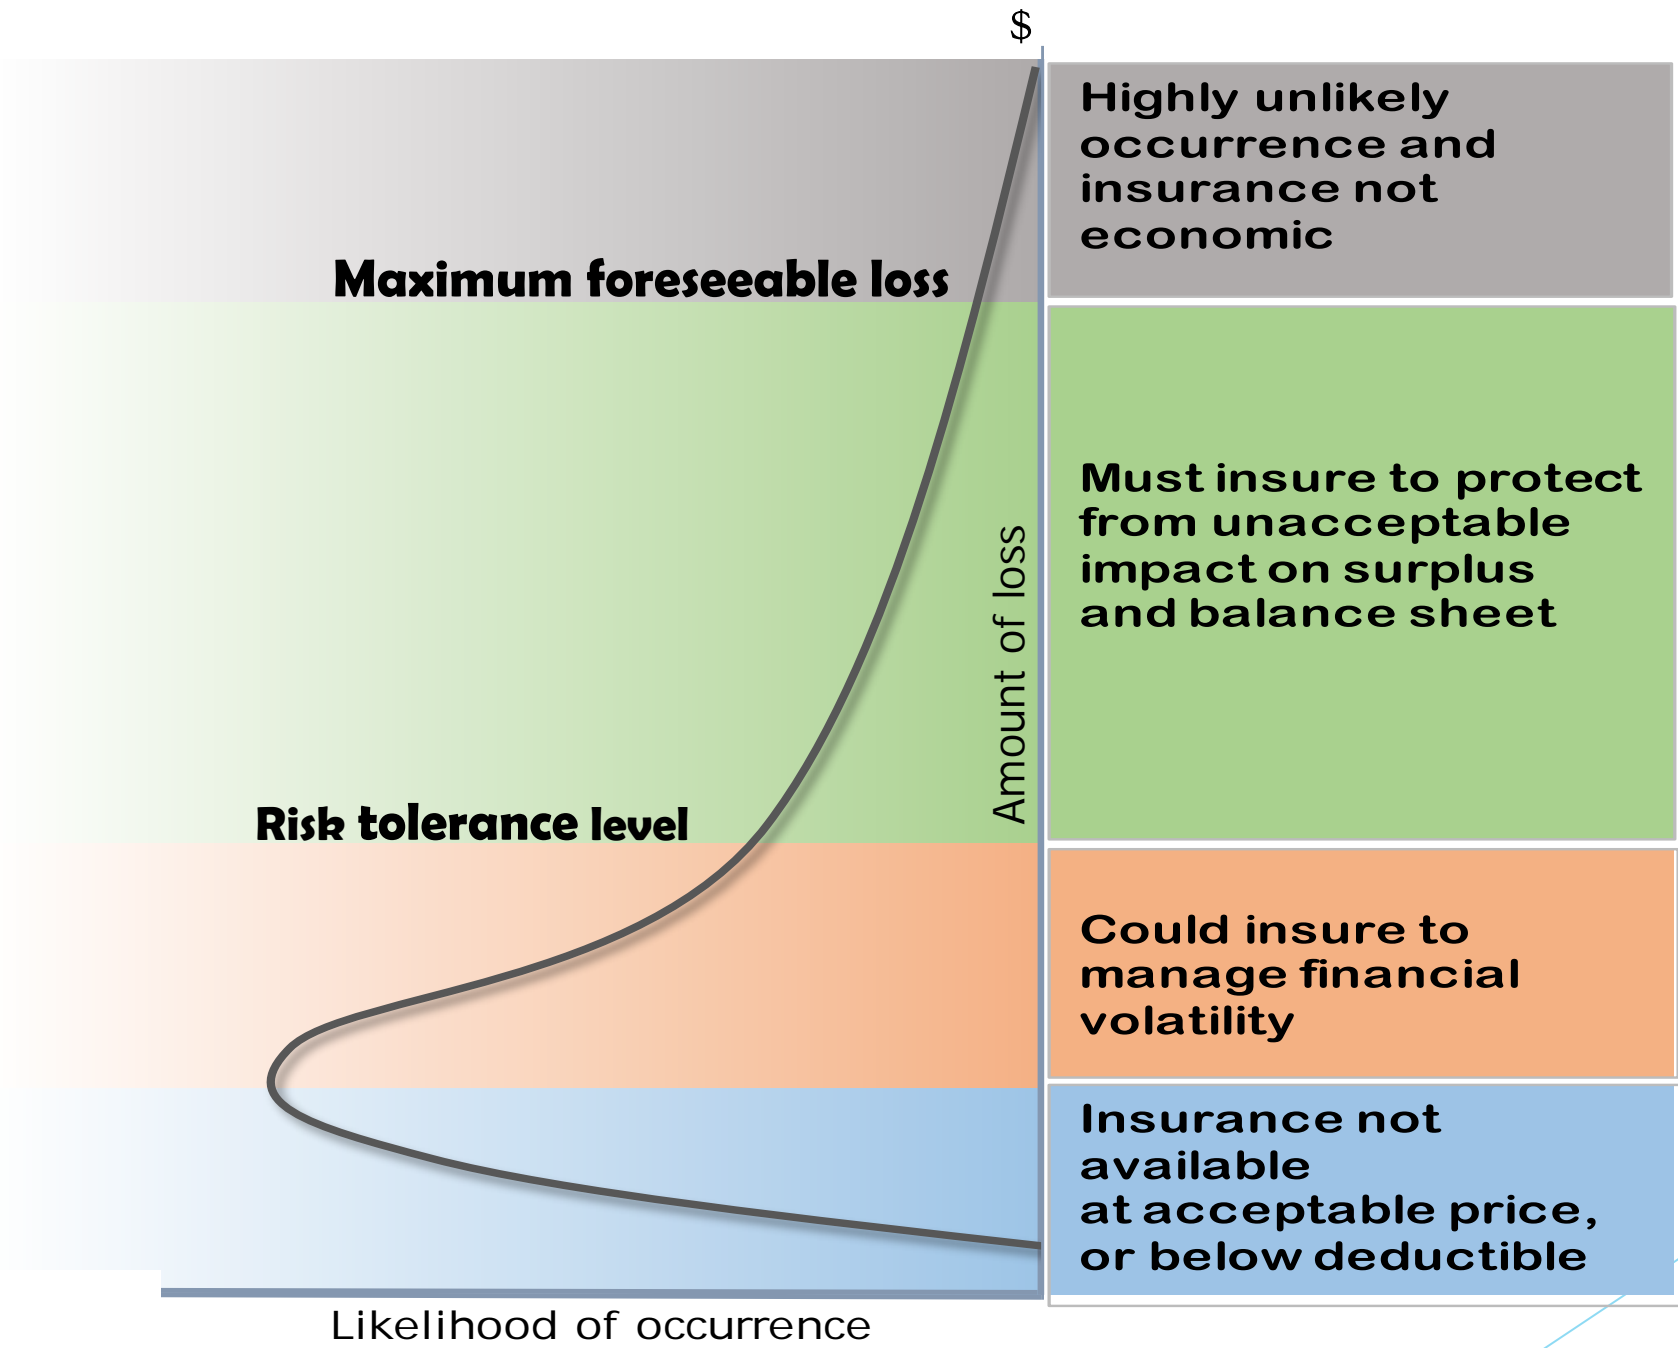 $
Highly unlikely
occurrence and
insurance not
economic
Maximum foreseeable loss
Must insure to protect
from unacceptable
impact on surplus
and balance sheet
Amount of loss
Risk tolerance level
Could insure to
manage financial
volatility
Insurance not
available
at acceptable price,
or below deductible
Likelihood of occurrence